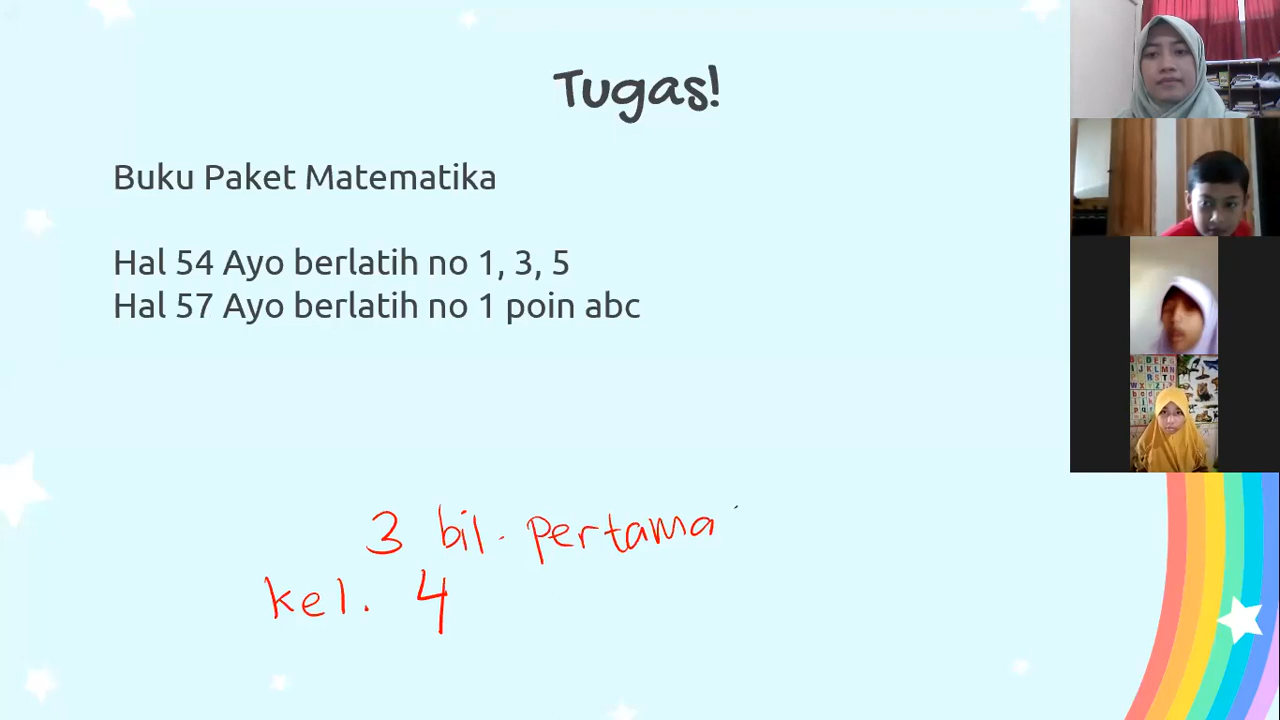 Tugas!
Buku Paket Matematika
Hal 54 Ayo berlatih no 1, 3, 5
Hal 57 Ayo berlatih no 1 poin abc
3 bil. pertama
kel. 4